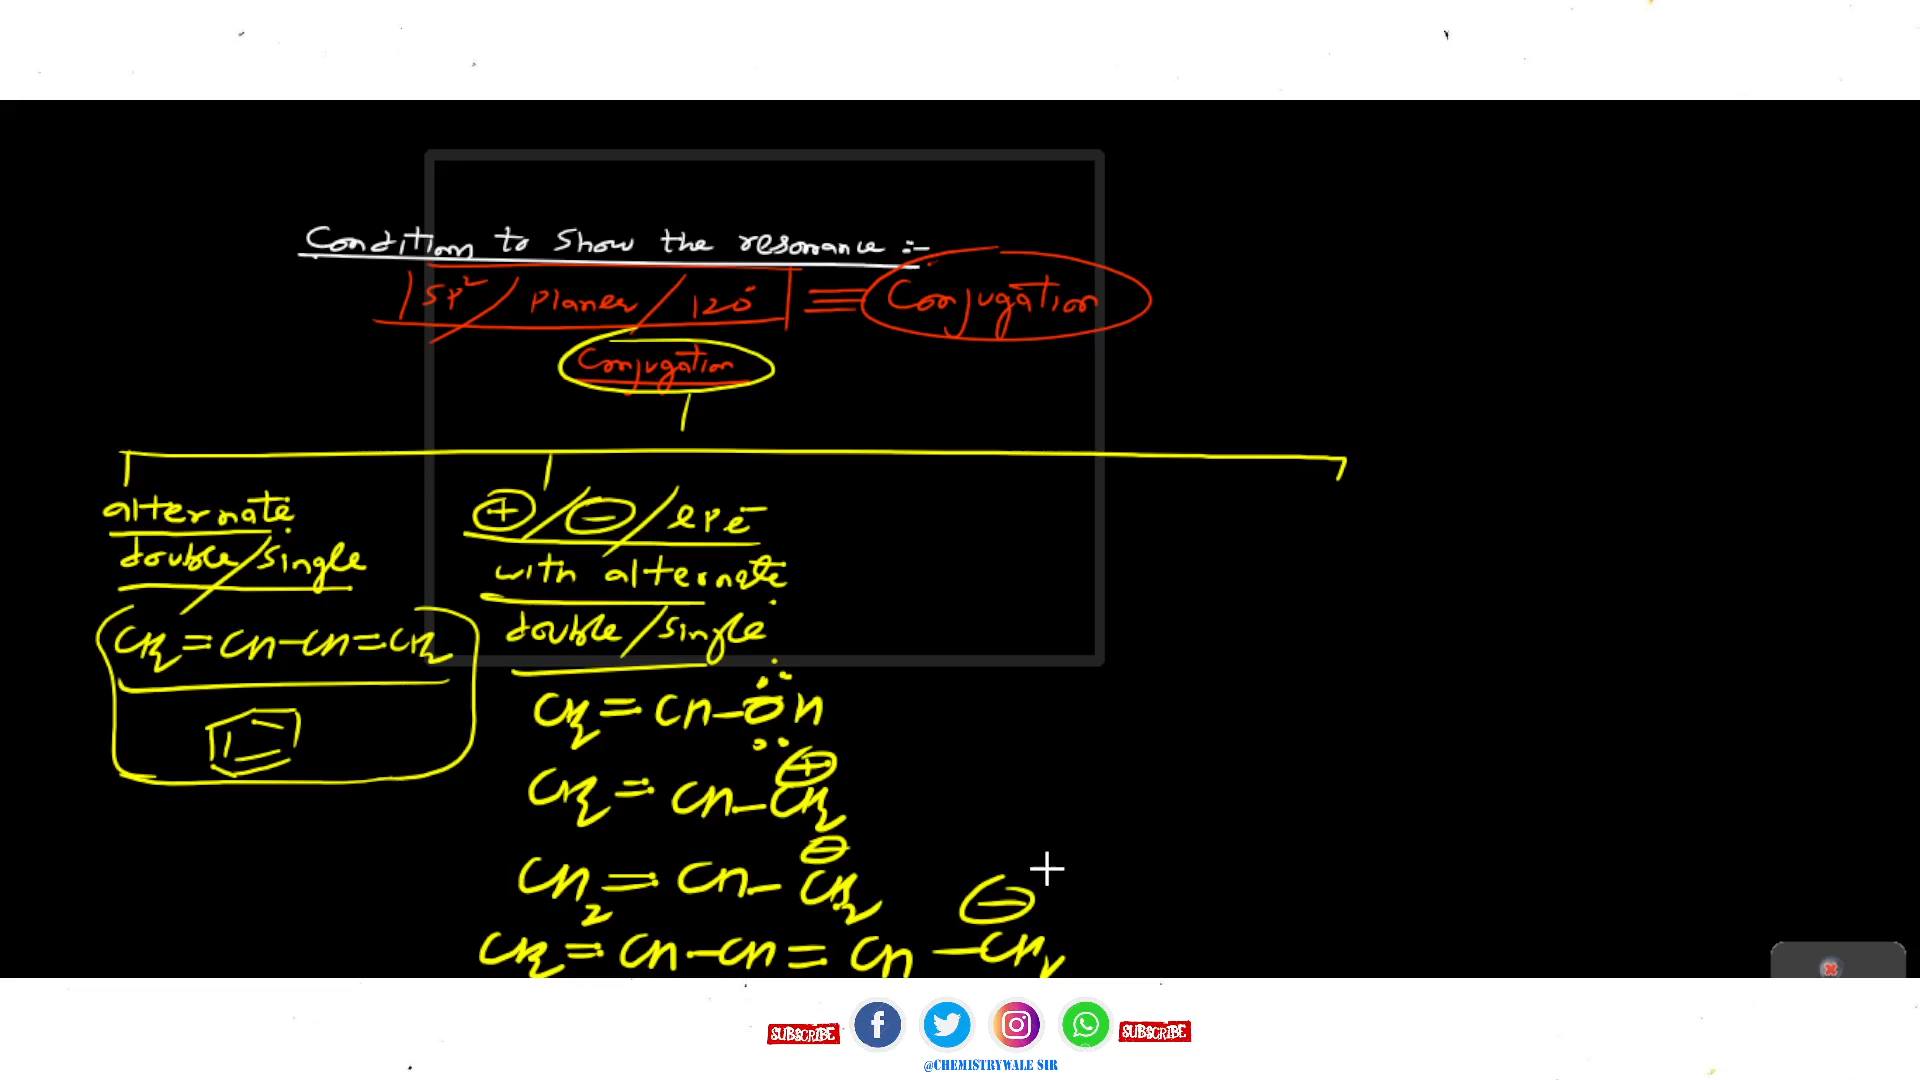 Condition to show the resonance :-
sp²/ planer / 120° ≡ Conjugation
Conjugation
alternate
double/single
CH₂=CH-CH=CH₂
⊕/⊖/lpe⁻
with alternate
double/single
CH₂=CH-ÖH
CH₂=CH-CH₂
⊕
CH₂=CH-CH₂
⊖
CH₂=CH-CH=CH-CH₂
⊖
SUBSCRIBE
SUBSCRIBE
@CHEMISTRYWALE SIR